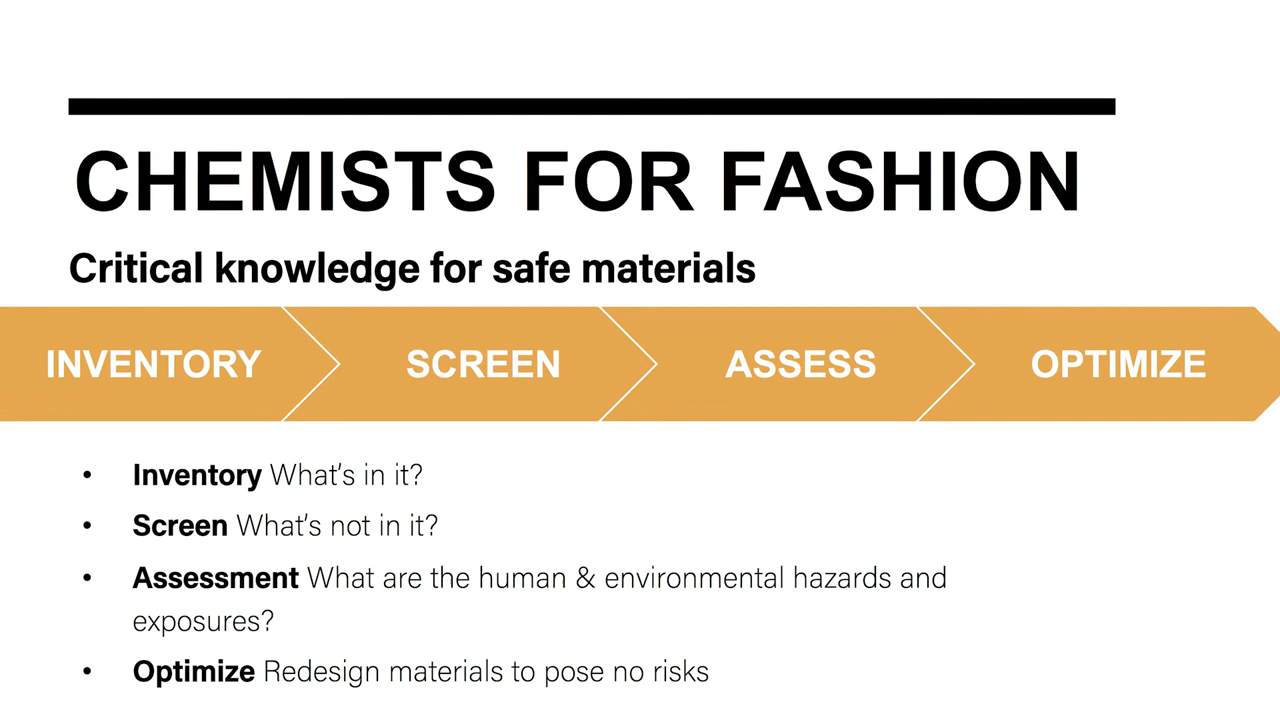 CHEMISTS FOR FASHION
Critical knowledge for safe materials
INVENTORY SCREEN ASSESS OPTIMIZE
• Inventory What's in it?
• Screen What's not in it?
• Assessment What are the human & environmental hazards and
exposures?
• Optimize Redesign materials to pose no risks